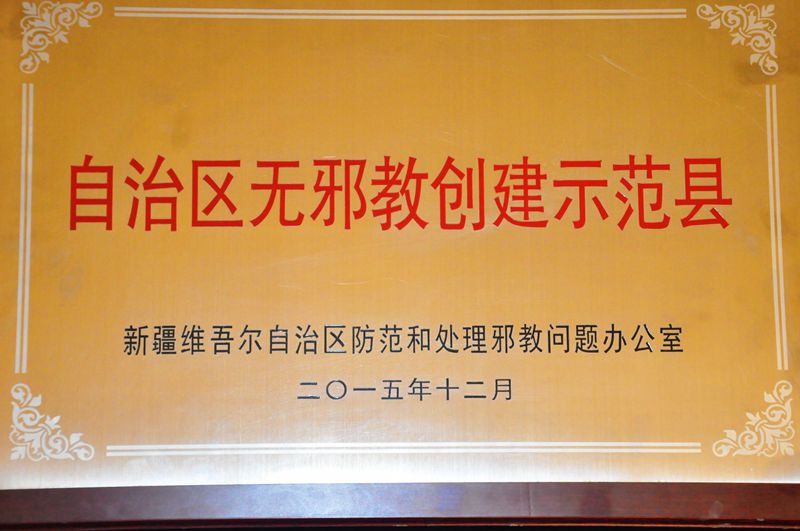 自治区无邪教创建示范县
新疆维吾尔自治区防范和处理邪教问题办公室
二〇一五年十二月